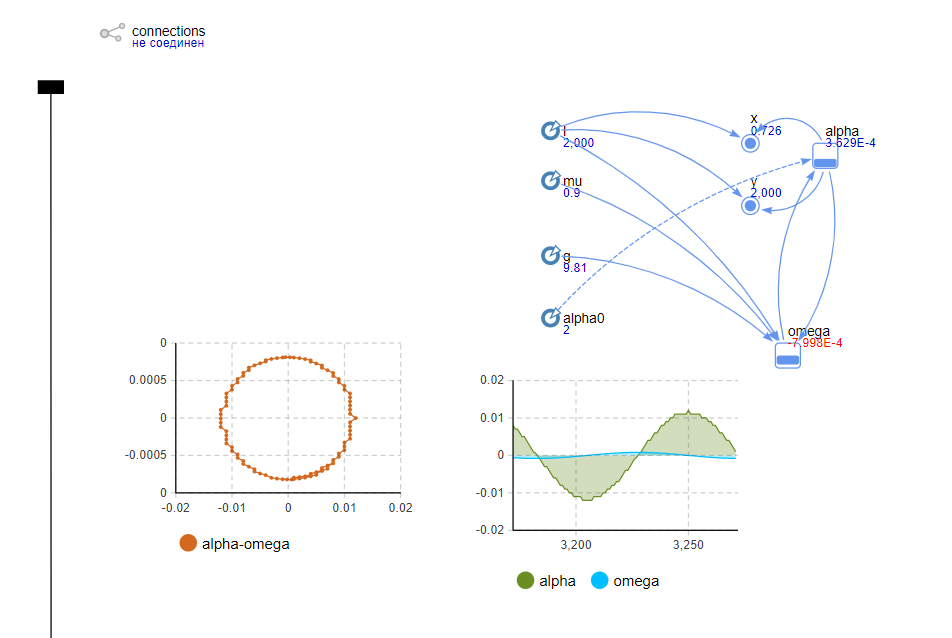 connections
не соединен
l
2,000
mu
0.9
g
9.81
alpha0
2
x
0.726
y
2,000
alpha
3.629E-4
omega
-7.998E-4
0
0.0005
0
-0.0005
0
-0.02 -0.01 0 0.01 0.02
alpha-omega
0.02
0.01
0
-0.01
-0.02
3,200 3,250
alpha omega